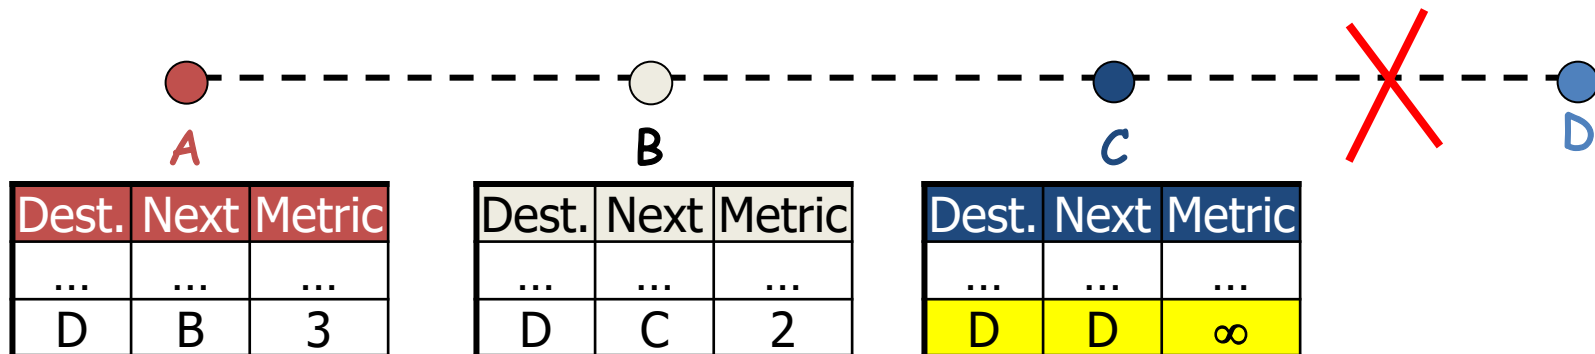 A B C D
Dest. Next Metric Dest. Next Metric Dest. Next Metric
... ... ... ... ... ... ... ... ...
D B 3 D C 2 D D ∞